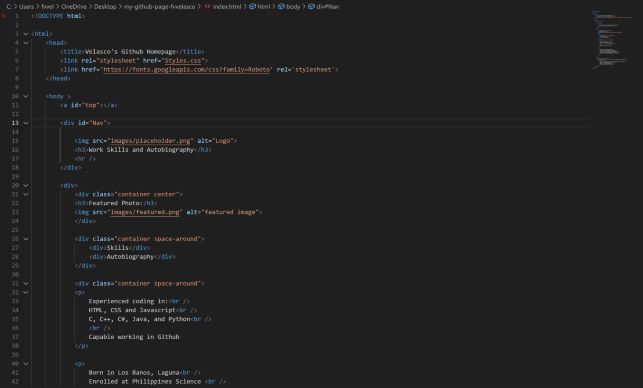 C: > Users > fvvel > OneDrive > Desktop > my-github-page-fvvelasco > <> index.html > html > body > div#Nav
1 <!DOCTYPE html>
2
3 <html>
4 <head>
5 <title>Velasco's Github Homepage</title>
6 <link rel="stylesheet" href="Styles.css">
7 <link href='https://fonts.googleapis.com/css?family=Roboto' rel='stylesheet'>
8 </head>
9
10 <body >
11 <a id="top"></a>
12
13 <div id="Nav">
14
15 <img src="images/placeholder.png" alt="Logo">
16 <h3>Work Skills and Autobiography</h3>
17 <hr />
18 </div>
19
20 <div>
21 <div class="container center">
22 <h3>Featured Photo</h3>
23 <img src="images/featured.png" alt="featured image">
24 </div>
25
26 <div class="container space-around">
27 <div>Skills</div>
28 <div>Autobiography</div>
29 </div>
30
31 <div class="container space-around">
32 <p>
33 Experienced coding in:<br />
34 HTML, CSS and Javascript<br />
35 C, C++, C#, Java, and Python<br />
36 <br />
37 Capable working in Github
38 </p>
39
40 <p>
41 Born in Los Banos, Laguna<br />
42 Enrolled at Philippines Science <br />